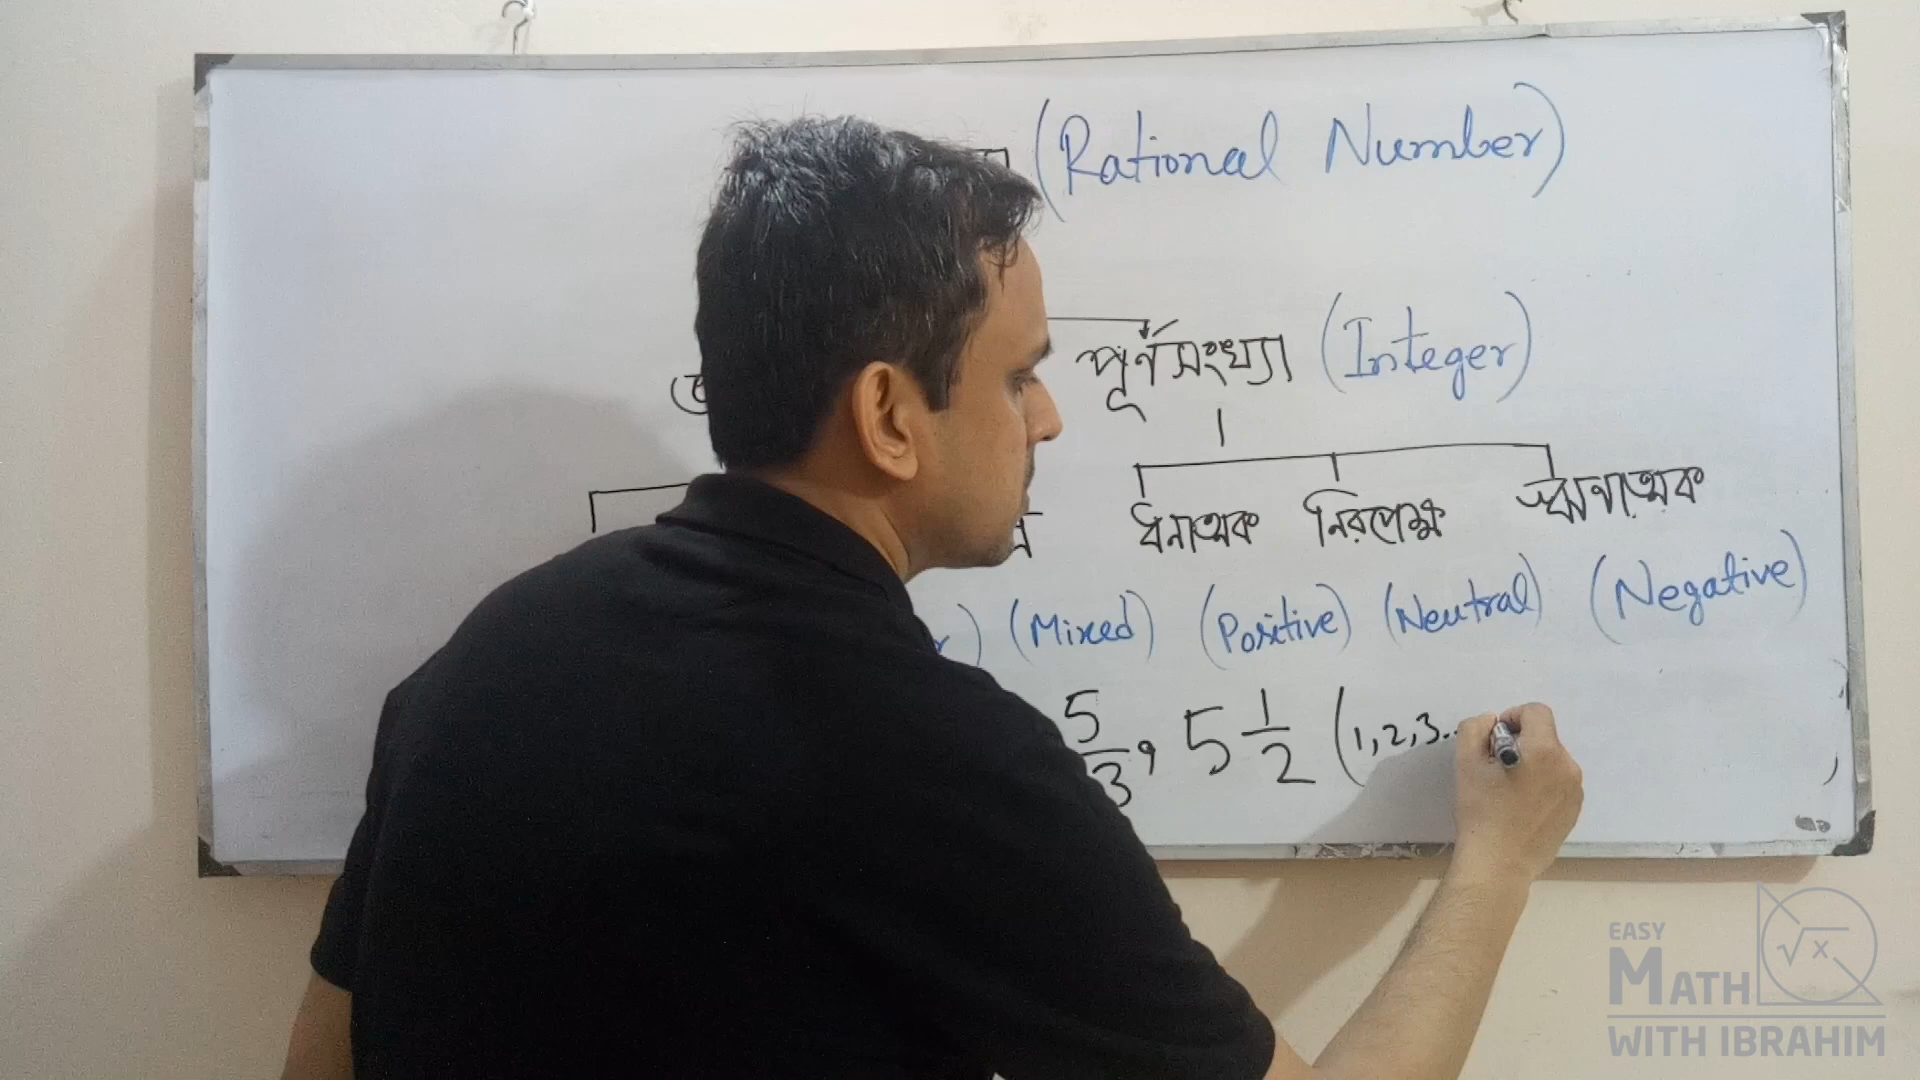 (Rational Number)
পূর্ণসংখ্যা (Integer)
ধনাত্মক নিরপেক্ষ ঋনাত্মক
(Mixed) (Positive) (Neutral) (Negative)
5/3, 5 1/2 (1,2,3..
EASY
MATH
√x
WITH IBRAHIM